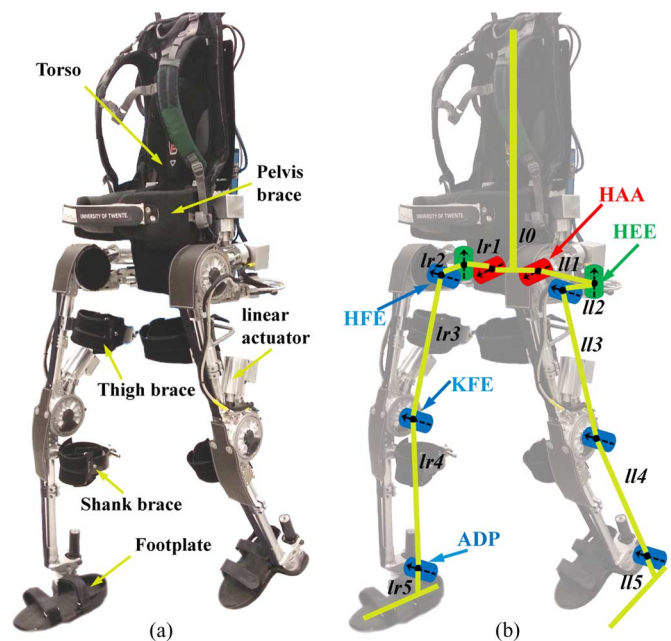 Torso
Pelvis
brace
UNIVERSITY OF TWENTE.
linear
actuator
Thigh brace
Shank brace
Footplate
(a)
HAA
HEE
l0
lr1
ll1
lr2
ll2
HFE
lr3
ll3
KFE
lr4
ll4
ADP
lr5
ll5
(b)